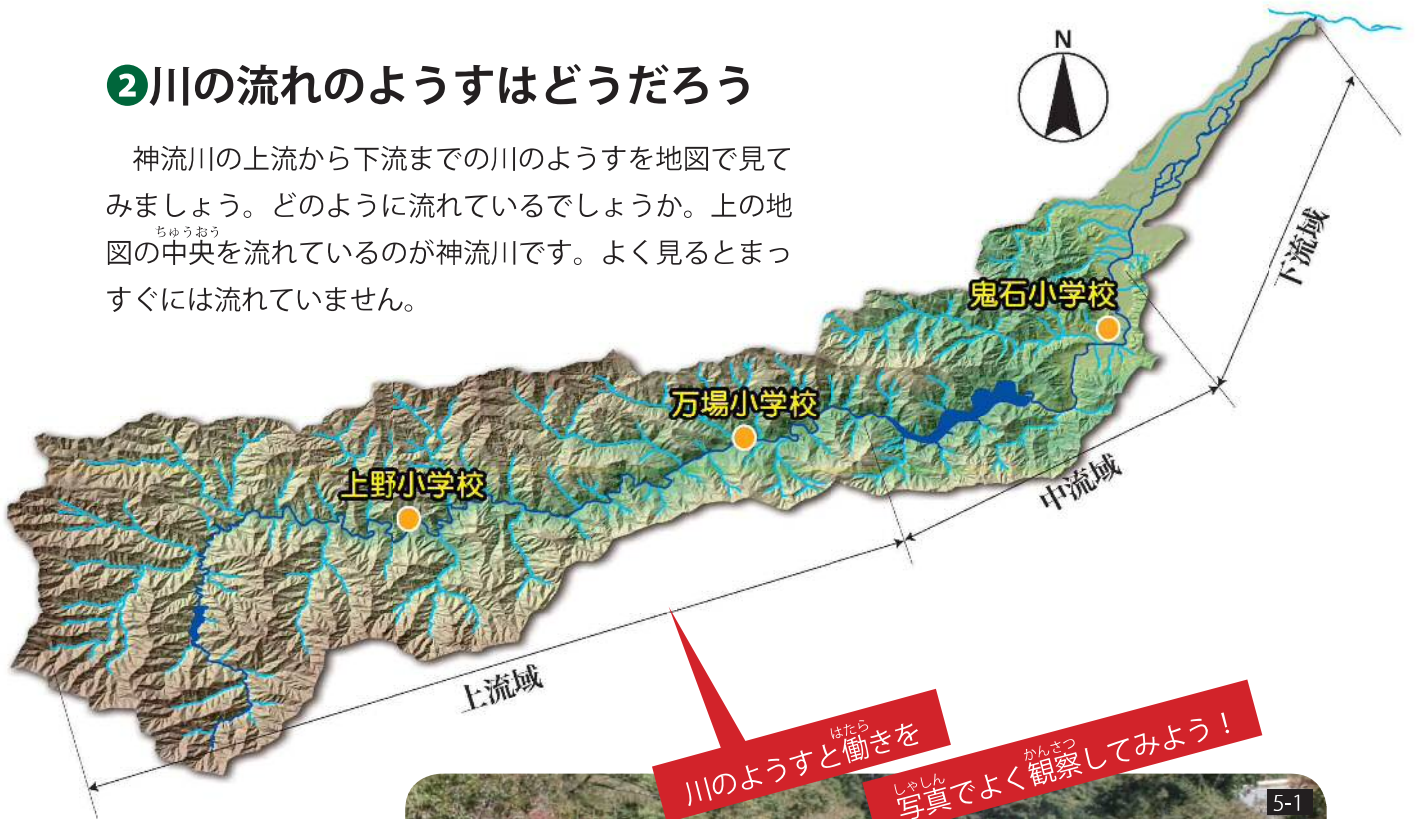 ❷川の流れのようすはどうだろう
神流川の上流から下流までの川のようすを地図で見て
みましょう。どのように流れているでしょうか。上の地
図の中央を流れているのが神流川です。よく見るとまっ
ちゅうおう
すぐには流れていません。
N
下流域
鬼石小学校
万場小学校
中流域
上野小学校
上流域
川のようすと働きを
はたら
写真でよく観察してみよう！
しゃしん
かんさつ
5-1